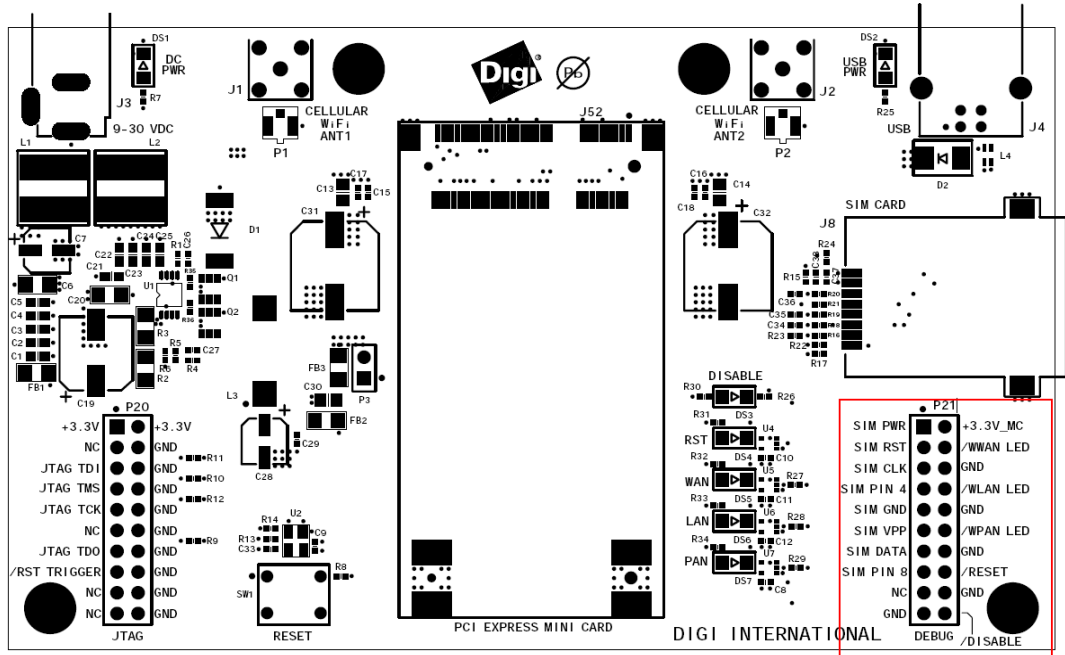 DS1
DC
PWR
R7
J3
9-30 VDC
L1
L2
J1
CELLULAR
WiFi
ANT1
P1
Digi
Pb
J52
J2
CELLULAR
WiFi
ANT2
P2
DS2
USB
PWR
R25
USB
J4
L4
D2
C7
C22
C24
C25
R1
C26
D1
C21
C23
C6
C20
U1
R35
R36
Q1
Q2
C5
C4
C3
C2
C1
FB1
C19
R3
R2
R5
R6
R4
C27
C13
C17
C15
C31
C16
C14
C18
C32
L3
FB3
P3
C30
FB2
C29
C28
SIM CARD
J8
R24
R15
C38
C37
C36
R20
R21
C35
R19
C34
R18
R23
R16
R22
R17
DISABLE
R30
R26
DS3
R31
RST
U4
DS4
C10
R32
WAN
U5
R27
DS5
C11
R33
LAN
U6
R28
DS6
C12
R34
PAN
U7
R29
DS7
C8
P20
+3.3V +3.3V
NC GND
JTAG TDI GND
JTAG TMS GND
JTAG TCK GND
NC GND
JTAG TDO GND
/RST TRIGGER GND
NC GND
NC GND
JTAG
R11
R10
R12
R9
R14
R13
C33
U2
C9
R8
SW1
RESET
PCI EXPRESS MINI CARD
DIGI INTERNATIONAL
P21
SIM PWR +3.3V_MC
SIM RST /WWAN LED
SIM CLK GND
SIM PIN 4 /WLAN LED
SIM GND GND
SIM VPP /WPAN LED
SIM DATA GND
SIM PIN 8 /RESET
NC GND
GND /DISABLE
DEBUG